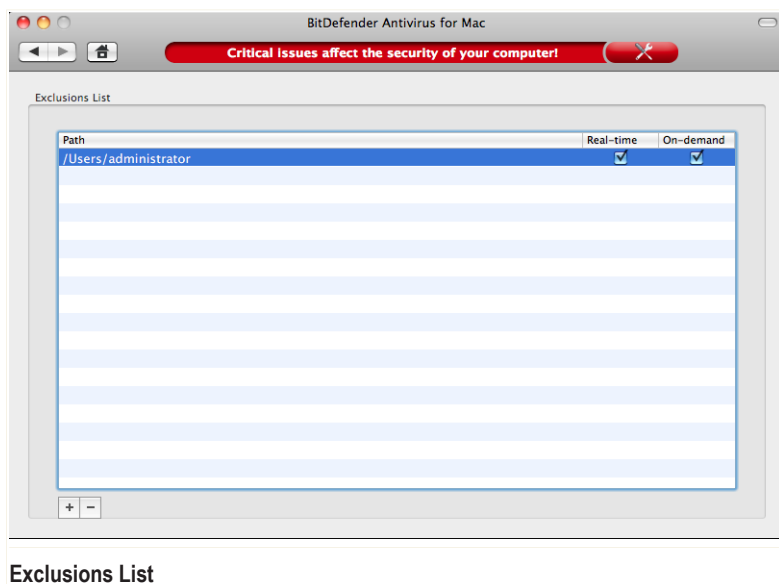 BitDefender Antivirus for Mac
Critical issues affect the security of your computer!
Exclusions List
Path Real-time On-demand
/Users/administrator
+ −
Exclusions List